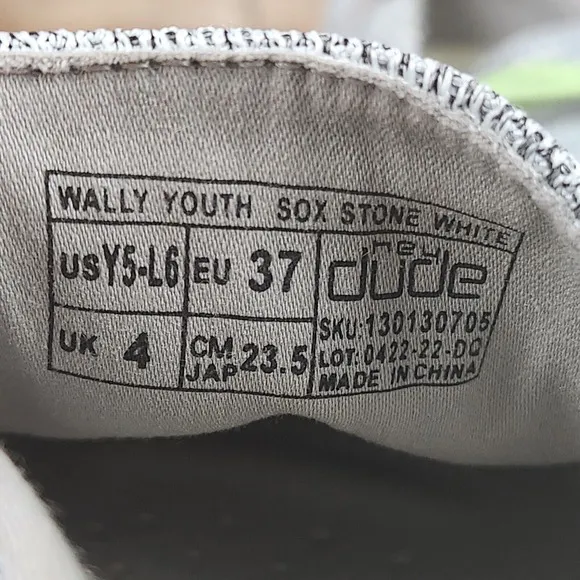 WALLY YOUTH SOX STONE WHITE
US Y5-L6 EU 37
hey dude
UK 4 CM JAP 23.5
SKU:130130705
LOT: 0422-22-DC
MADE IN CHINA